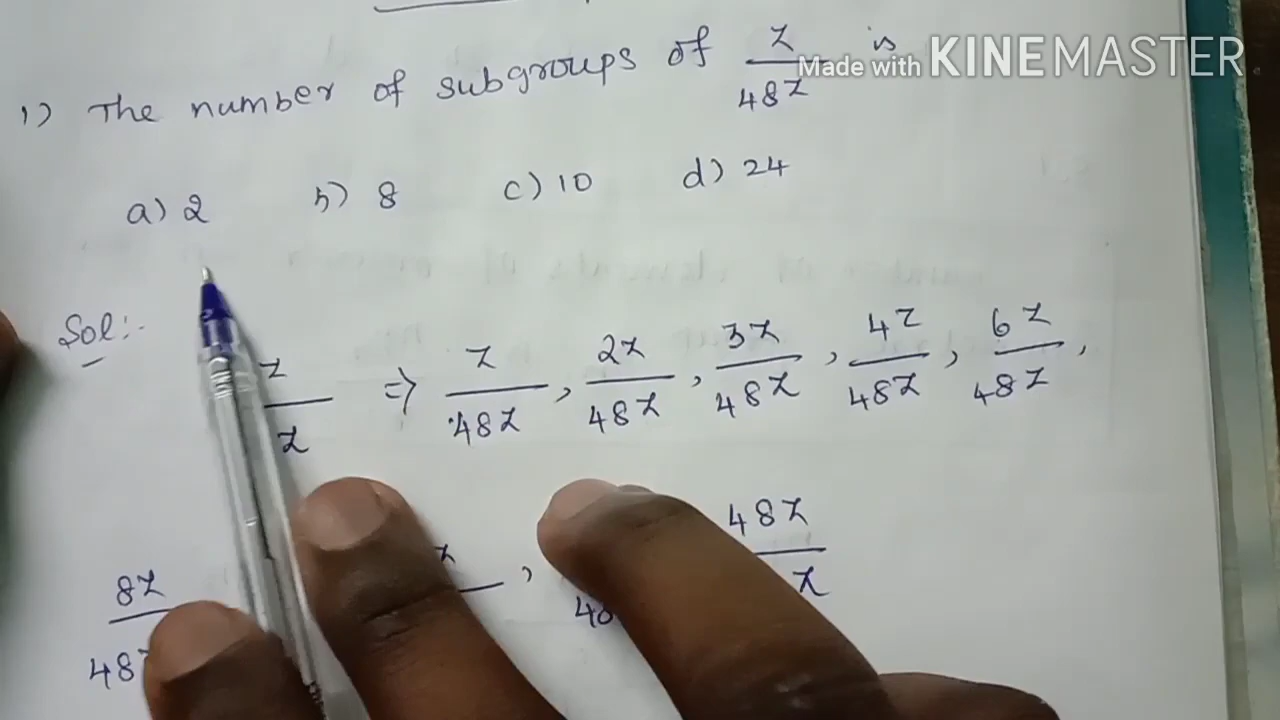 1) The number of subgroups of Z/48Z is
Made with KINEMASTER
a) 2 b) 8 c) 10 d) 24
Sol:-
Z ⇒ Z/48Z, 2Z/48Z, 3Z/48Z, 4Z/48Z, 6Z/48Z,
8Z 48Z